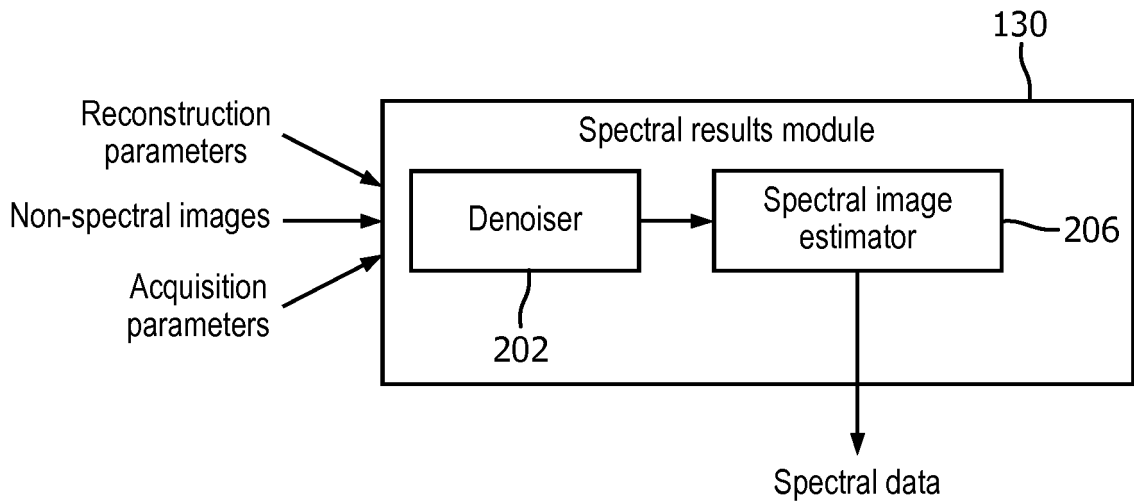 130
Reconstruction
parameters
Spectral results module
Non-spectral images
Denoiser
Spectral image
estimator
206
Acquisition
parameters
202
Spectral data